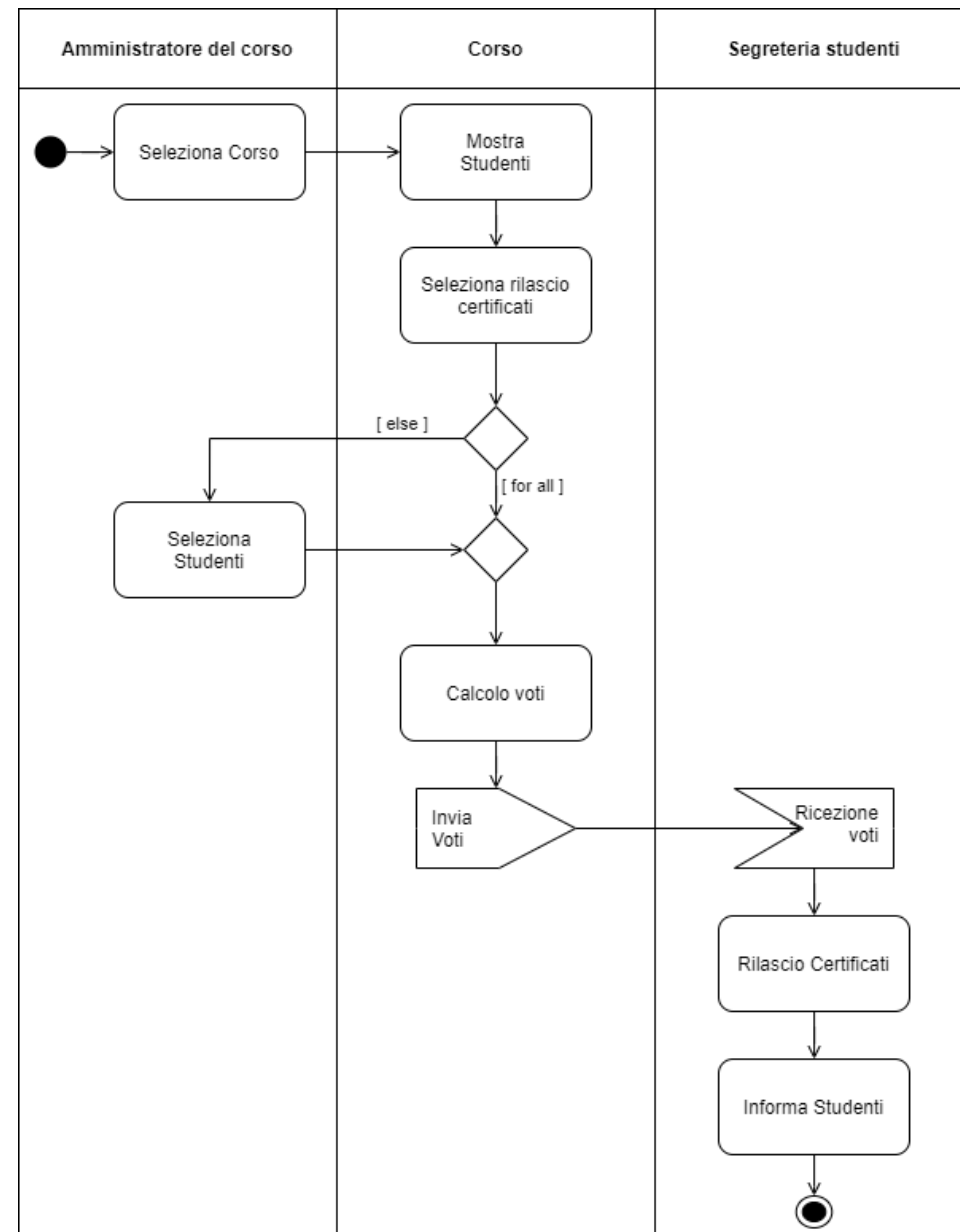 Amministratore del corso
Corso
Segreteria studenti
Seleziona Corso
Mostra
Studenti
Seleziona rilascio
certificati
[ else ]
[ for all ]
Seleziona
Studenti
Calcolo voti
Invia
Voti
Ricezione
voti
Rilascio Certificati
Informa Studenti